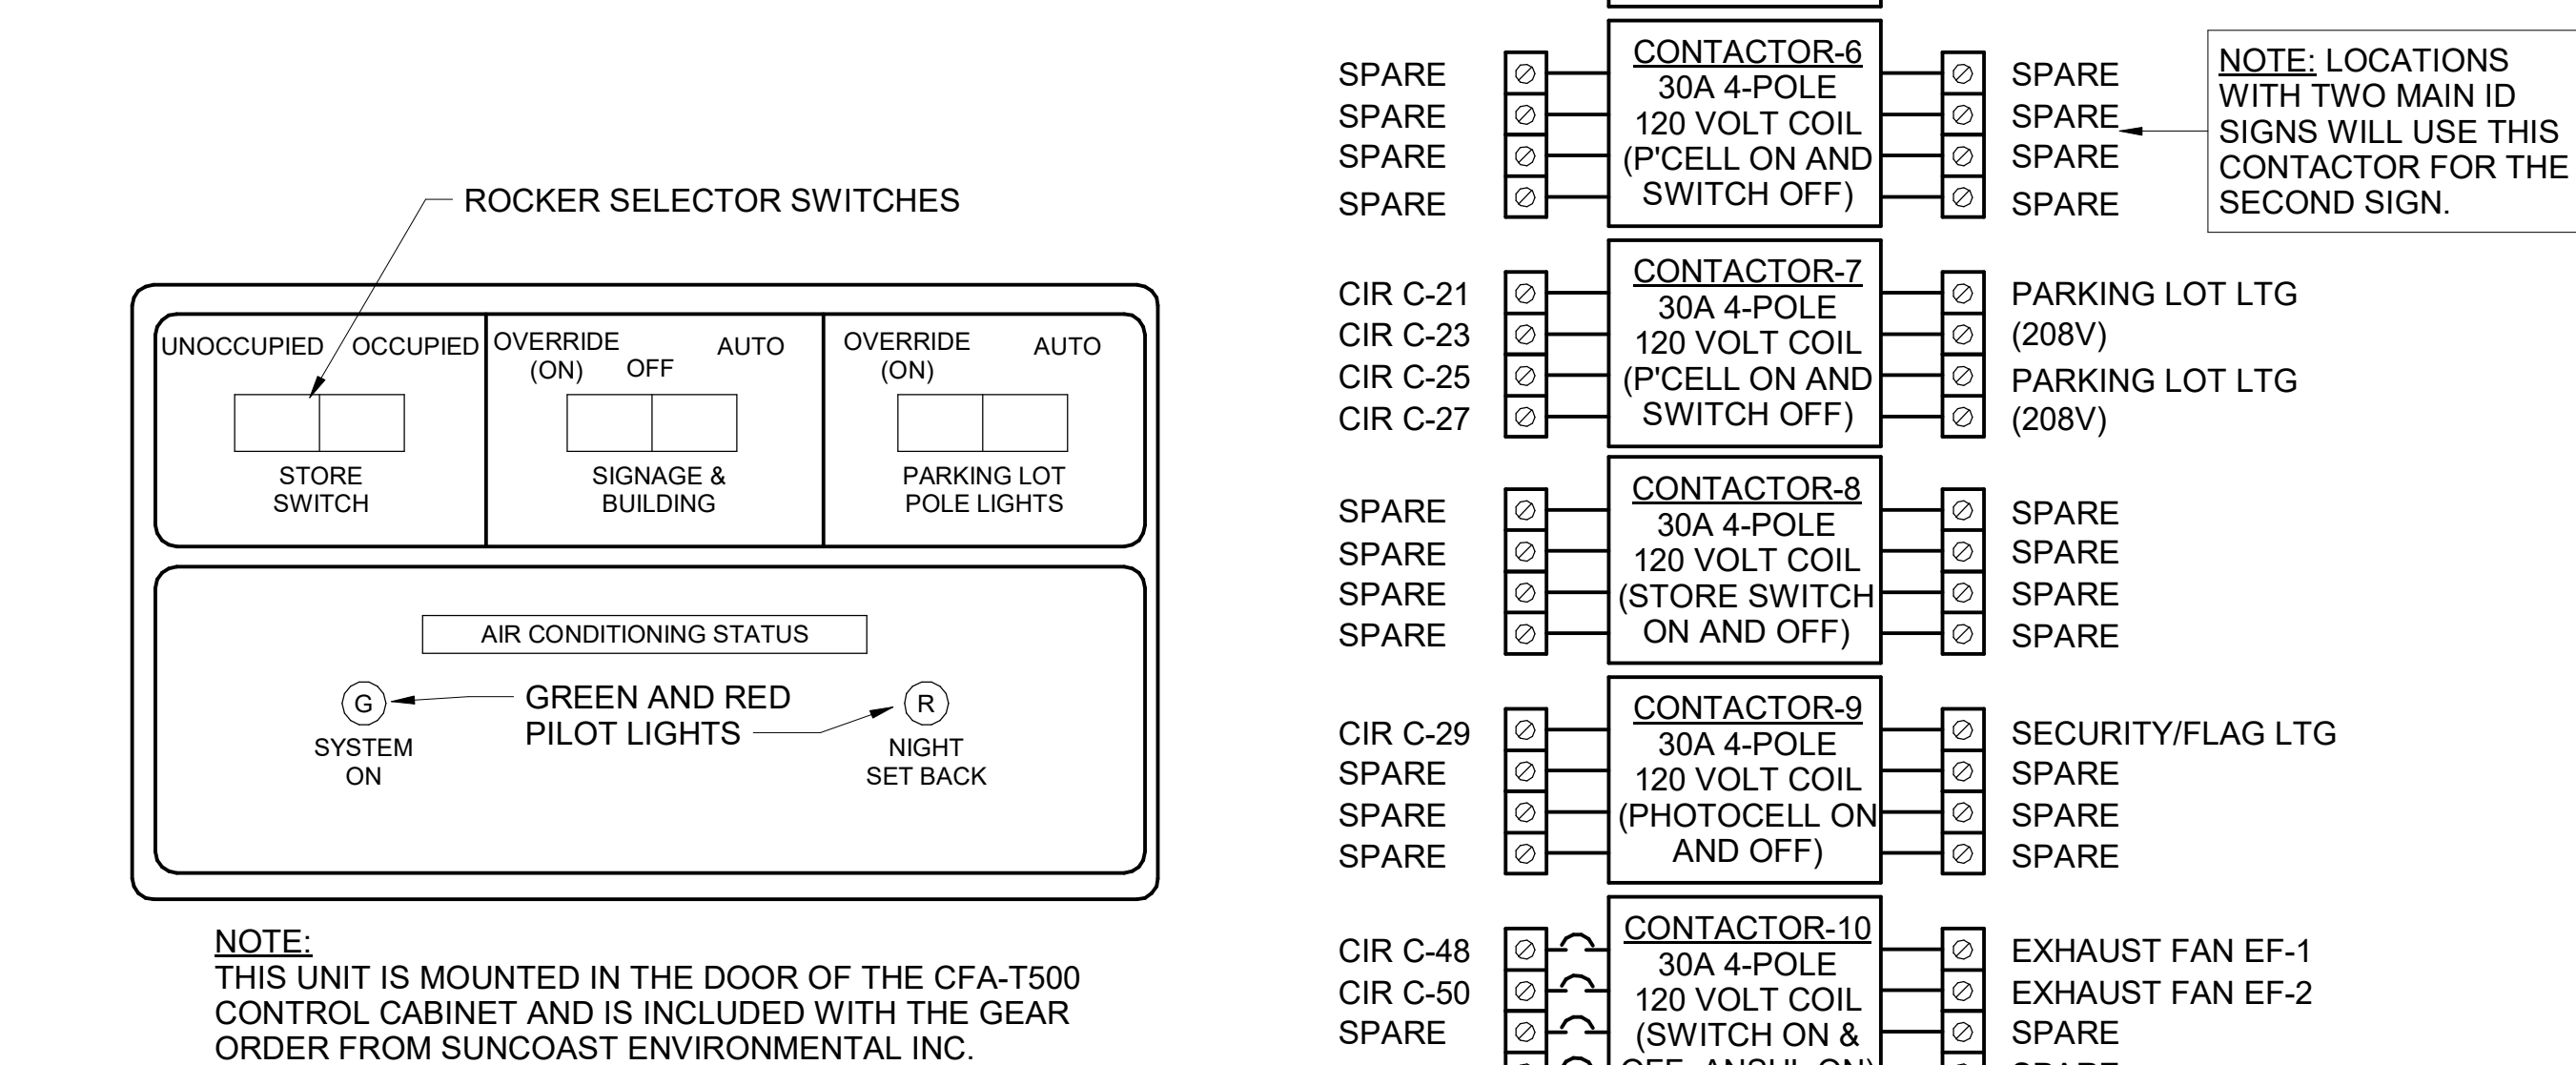 ROCKER SELECTOR SWITCHES
UNOCCUPIED OCCUPIED
OVERRIDE
(ON) OFF AUTO
OVERRIDE
(ON) AUTO
STORE
SWITCH
SIGNAGE &
BUILDING
PARKING LOT
POLE LIGHTS
AIR CONDITIONING STATUS
G
SYSTEM
ON
GREEN AND RED
PILOT LIGHTS
R
NIGHT
SET BACK
NOTE:
THIS UNIT IS MOUNTED IN THE DOOR OF THE CFA-T500
CONTROL CABINET AND IS INCLUDED WITH THE GEAR
ORDER FROM SUNCOAST ENVIRONMENTAL INC.
SPARE
SPARE
SPARE
SPARE
CONTACTOR-6
30A 4-POLE
120 VOLT COIL
(P'CELL ON AND
SWITCH OFF)
SPARE
SPARE
SPARE
SPARE
NOTE: LOCATIONS
WITH TWO MAIN ID
SIGNS WILL USE THIS
CONTACTOR FOR THE
SECOND SIGN.
CIR C-21
CIR C-23
CIR C-25
CIR C-27
CONTACTOR-7
30A 4-POLE
120 VOLT COIL
(P'CELL ON AND
SWITCH OFF)
PARKING LOT LTG
(208V)
PARKING LOT LTG
(208V)
SPARE
SPARE
SPARE
SPARE
CONTACTOR-8
30A 4-POLE
120 VOLT COIL
(STORE SWITCH
ON AND OFF)
SPARE
SPARE
SPARE
SPARE
CIR C-29
SPARE
SPARE
SPARE
CONTACTOR-9
30A 4-POLE
120 VOLT COIL
(PHOTOCELL ON
AND OFF)
SECURITY/FLAG LTG
SPARE
SPARE
SPARE
CIR C-48
CIR C-50
SPARE
CONTACTOR-10
30A 4-POLE
120 VOLT COIL
(SWITCH ON &
OFF, ANSUL ON)
EXHAUST FAN EF-1
EXHAUST FAN EF-2
SPARE
SPARE